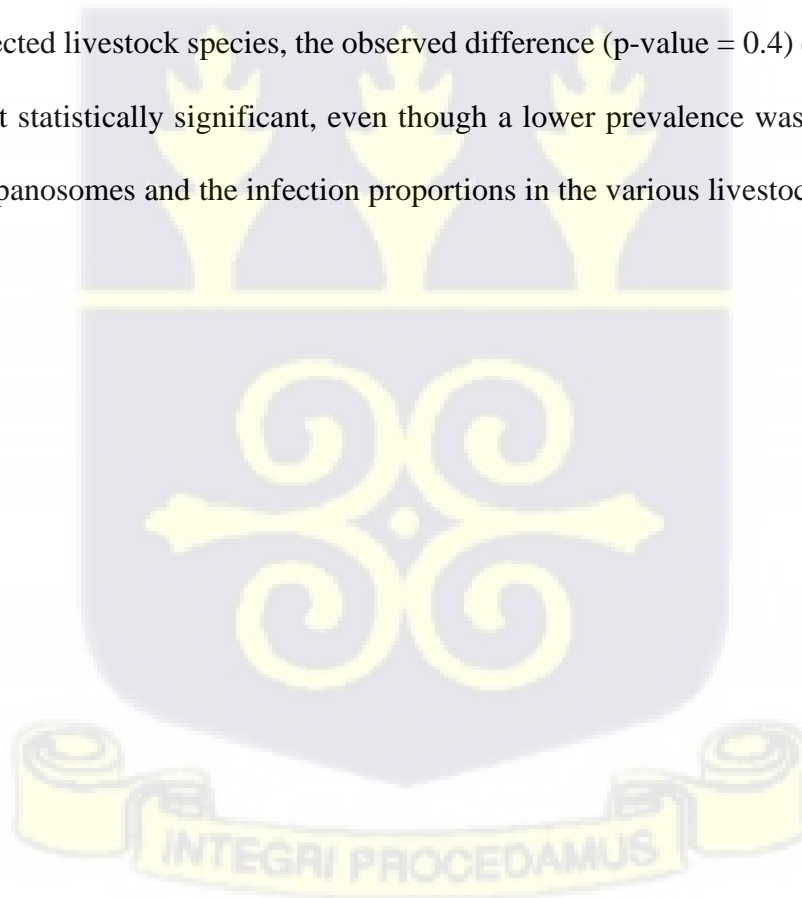 ected livestock species, the observed difference (p-value = 0.4)
t statistically significant, even though a lower prevalence was
panosomes and the infection proportions in the various livestoc
INTEGRI PROCEDAMUS